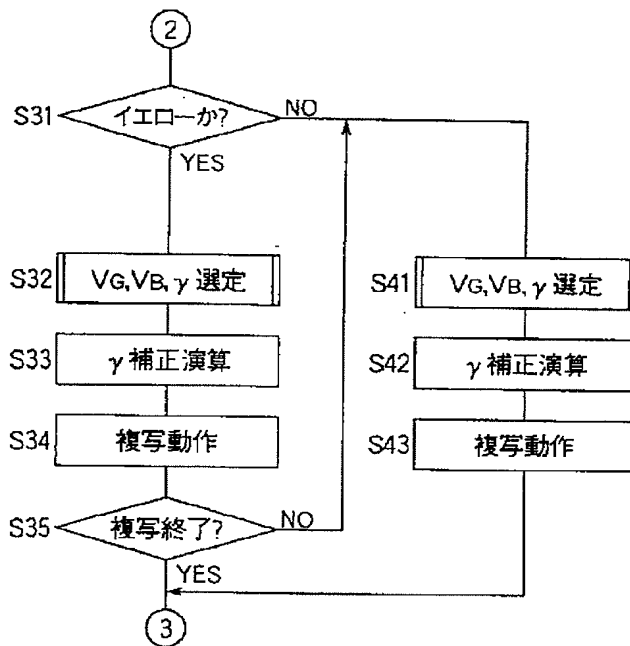 2
S31
イエローか?
NO
YES
S32
VG,VB,γ 選定
S33
γ 補正演算
S34
複写動作
S35
複写終了?
NO
YES
S41
VG,VB,γ 選定
S42
γ 補正演算
S43
複写動作
3